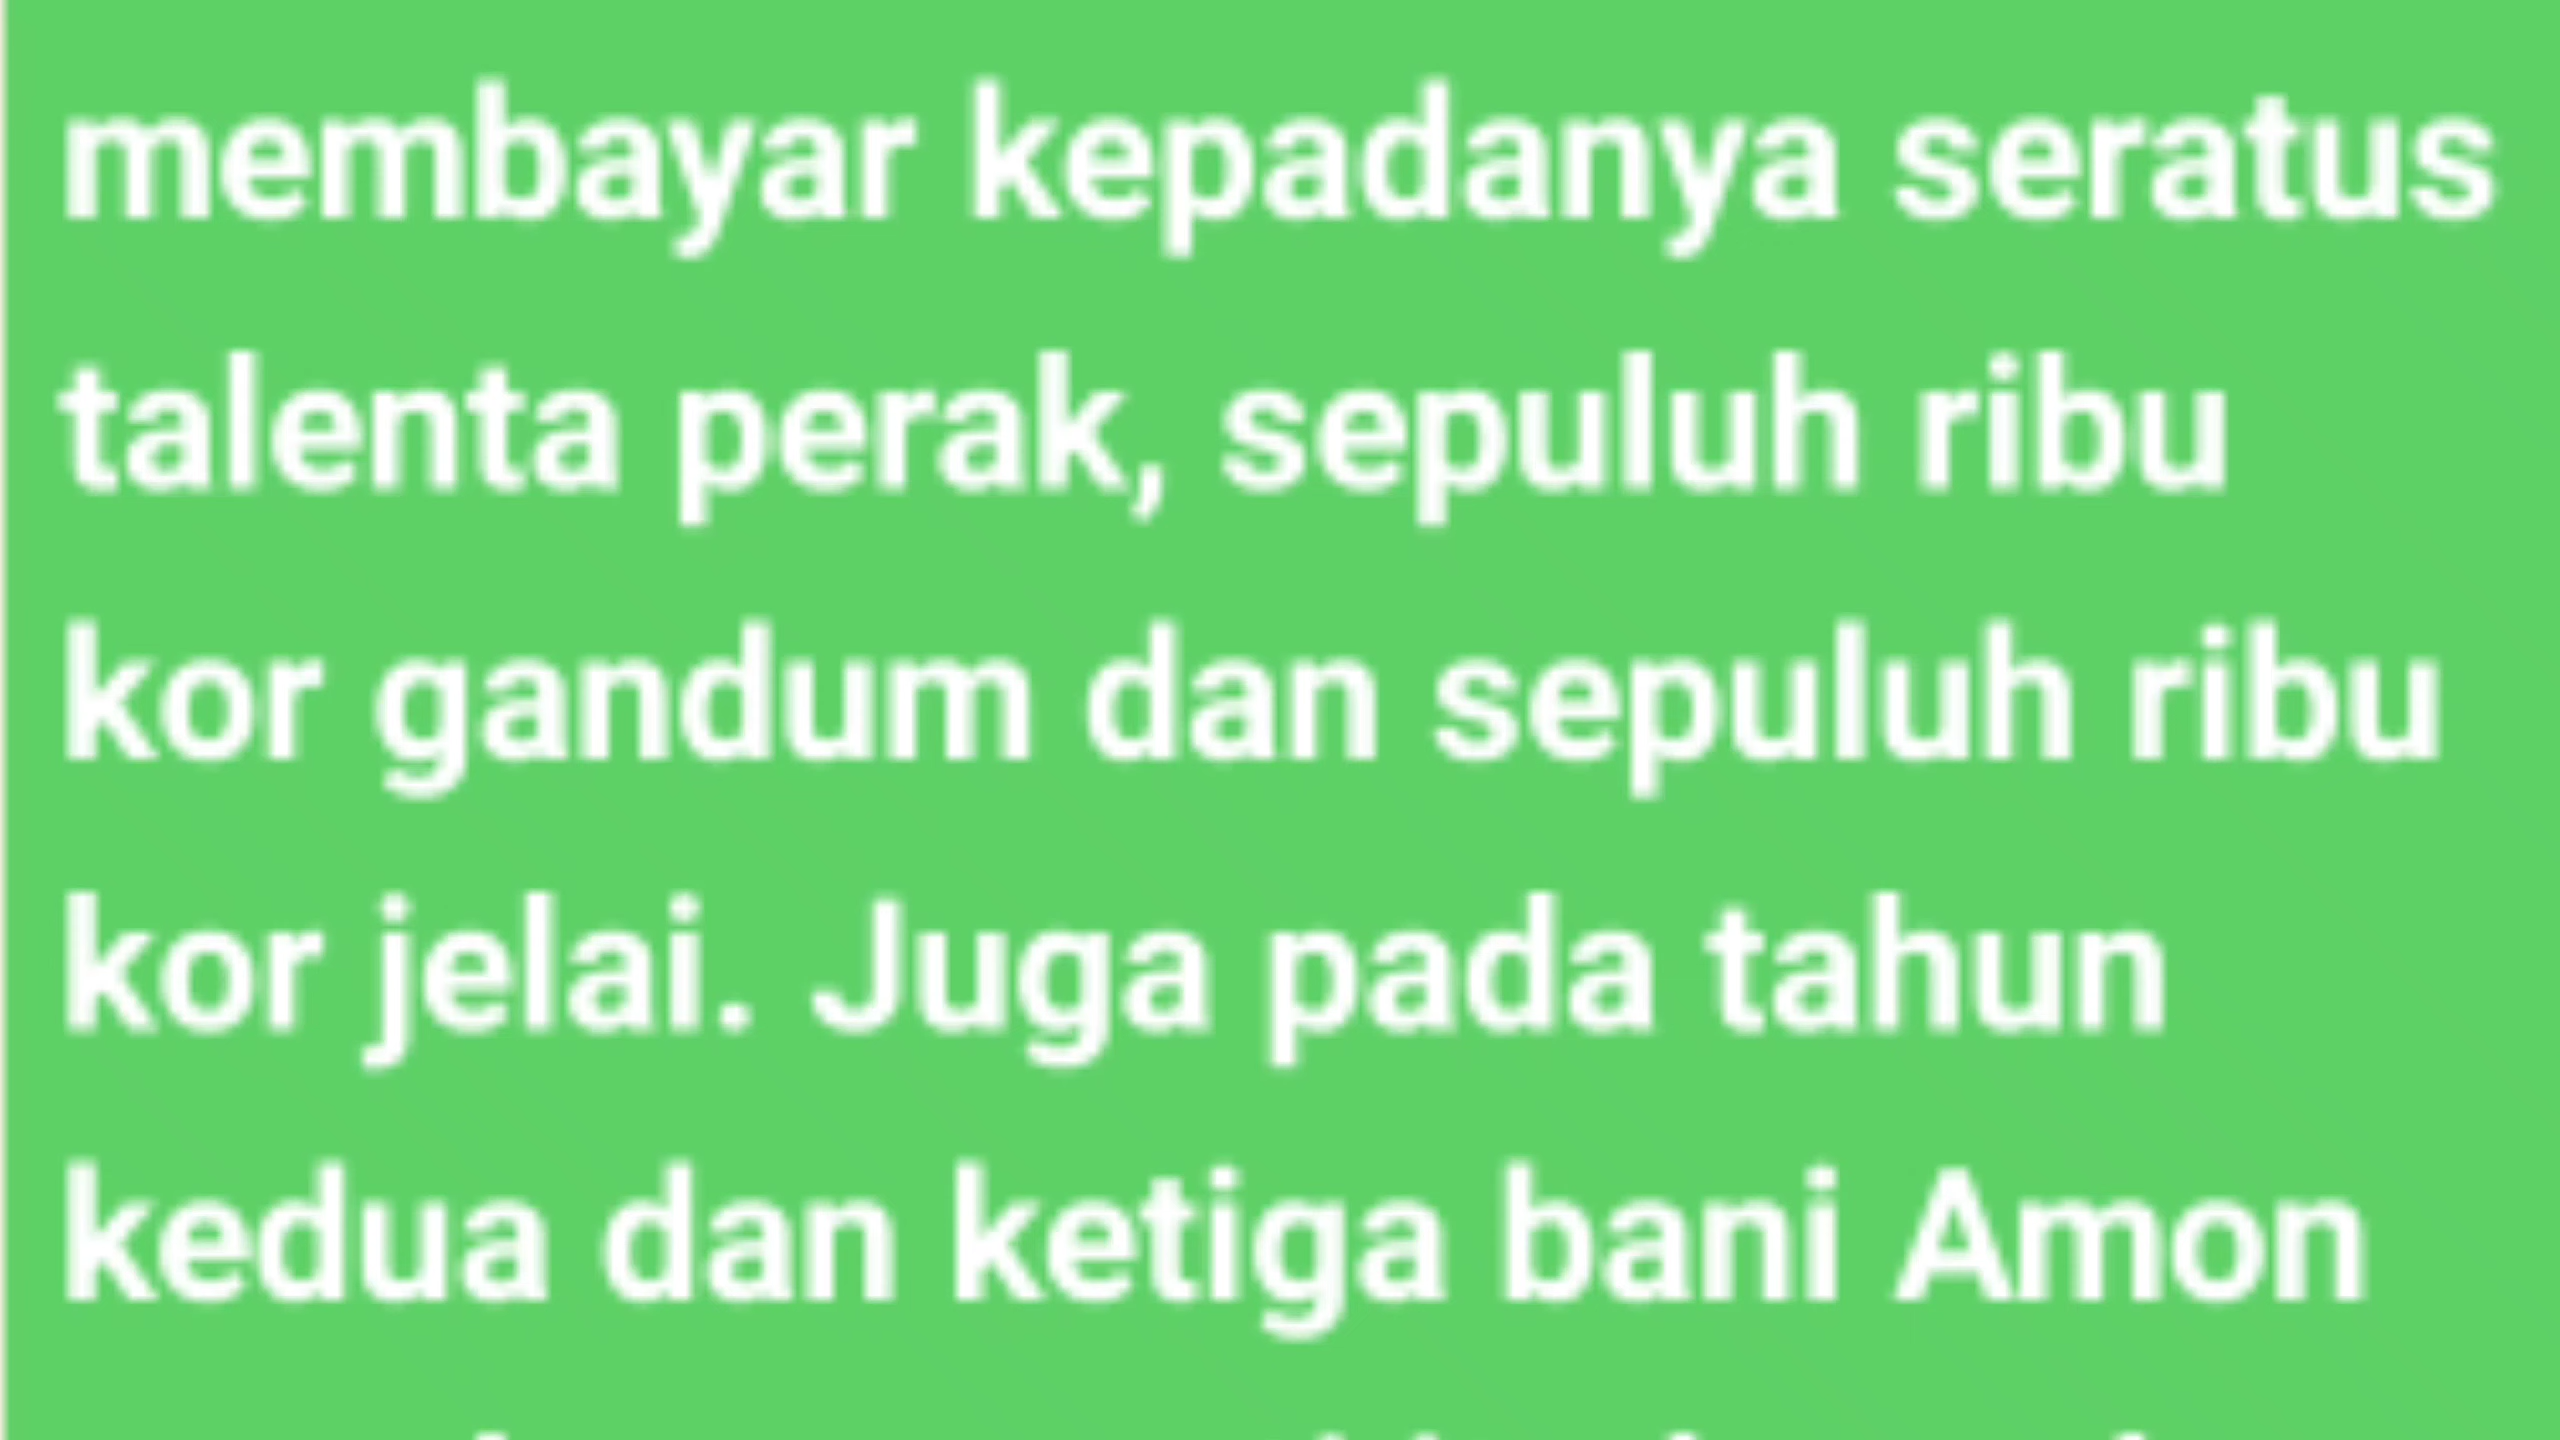 membayar kepadanya seratus
talenta perak, sepuluh ribu
kor gandum dan sepuluh ribu
kor jelai. Juga pada tahun
kedua dan ketiga bani Amon